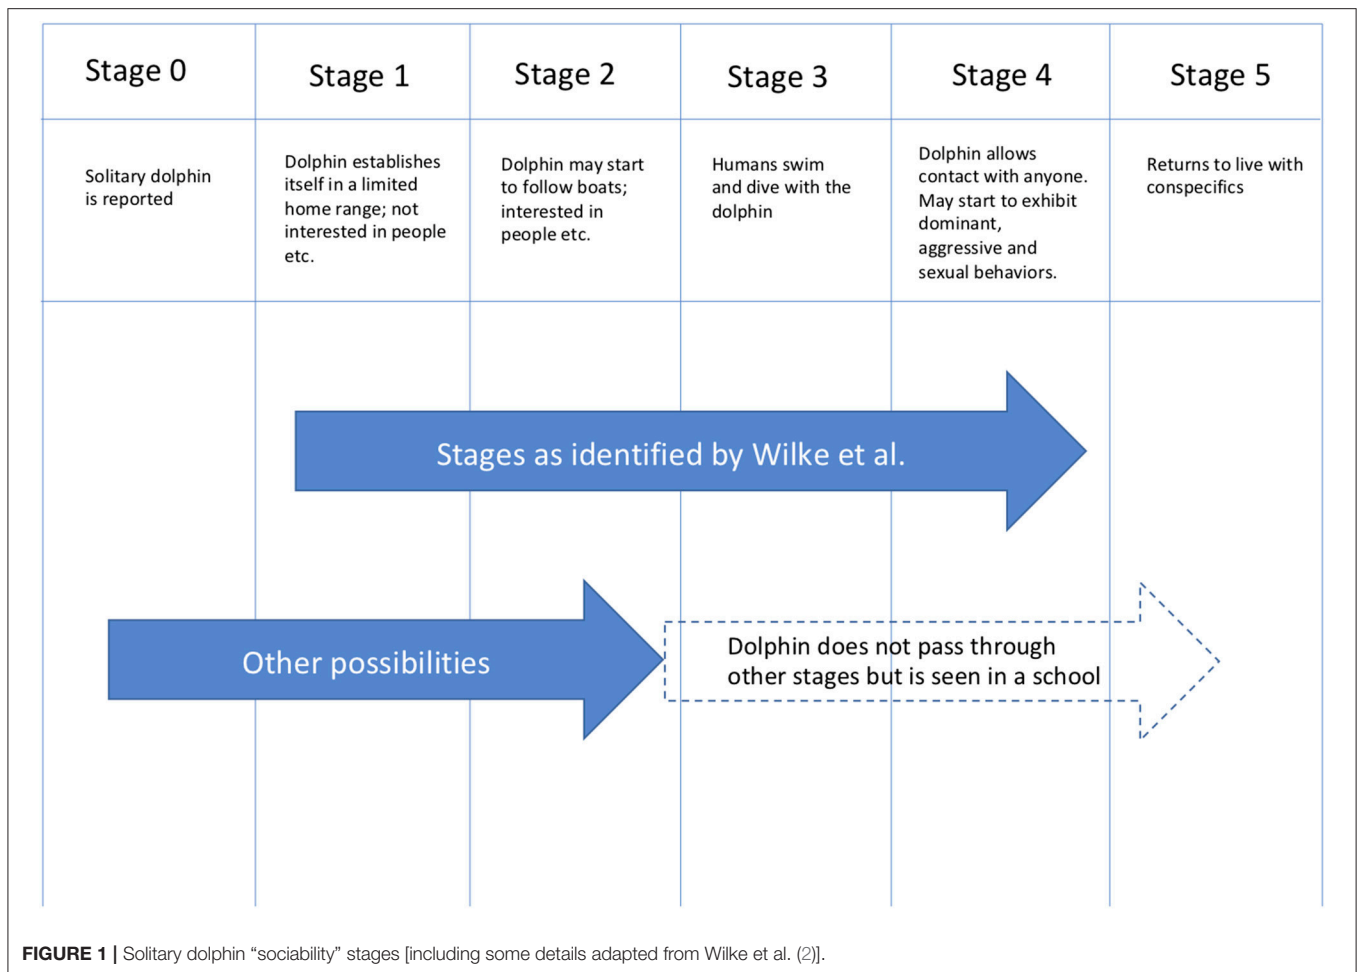 Stage 0
Stage 1
Stage 2
Stage 3
Stage 4
Stage 5
Solitary dolphin
is reported
Dolphin establishes
itself in a limited
home range; not
interested in people
etc.
Dolphin may start
to follow boats;
interested in
people etc.
Humans swim
and dive with the
dolphin
Dolphin allows
contact with anyone.
May start to exhibit
dominant,
aggressive and
sexual behaviors.
Returns to live with
conspecifics
Stages as identified by Wilke et al.
Other possibilities
Dolphin does not pass through
other stages but is seen in a school
FIGURE 1 | Solitary dolphin “sociability” stages [including some details adapted from Wilke et al. (2)].